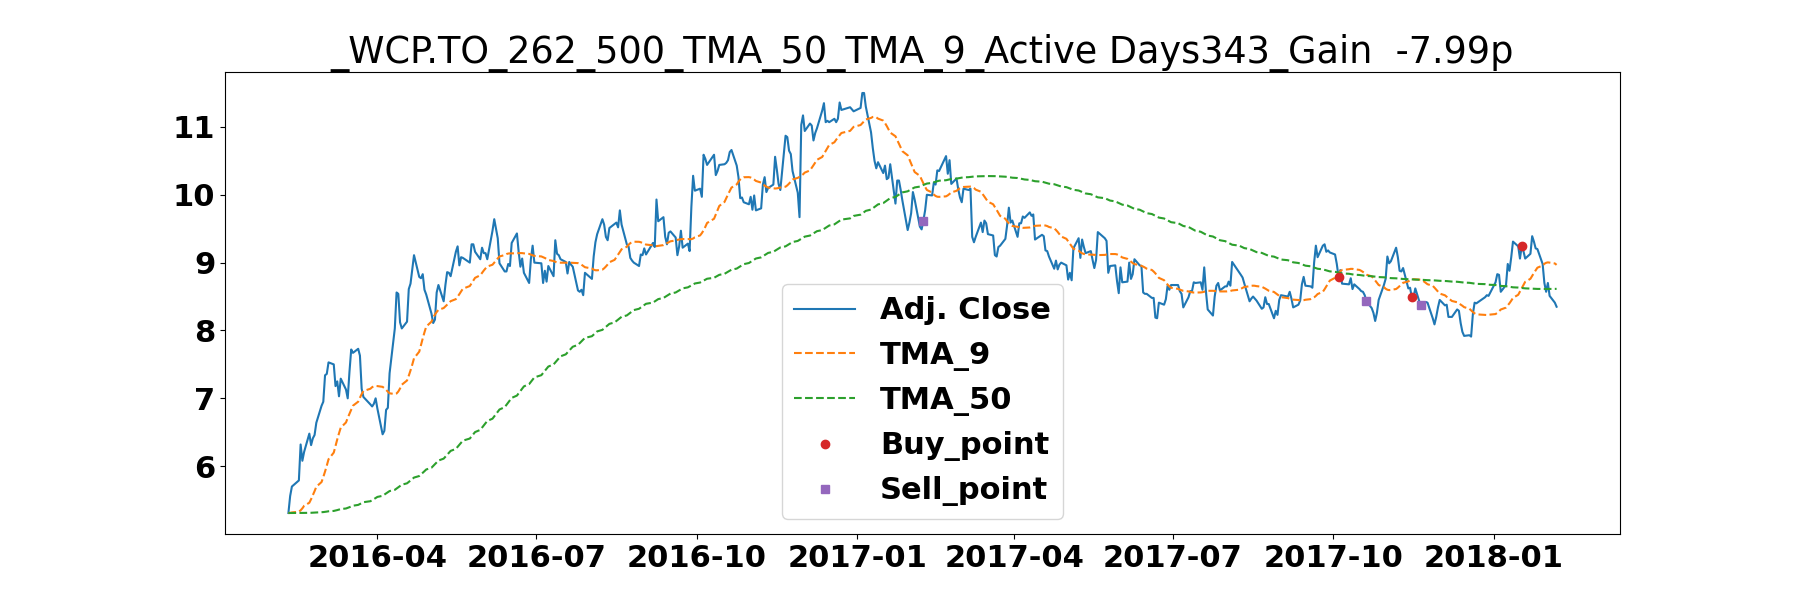 _WCP.TO_262_500_TMA_50_TMA_9_Active Days343_Gain  -7.99p
11
10
9
8
7
6
Adj. Close
TMA_9
TMA_50
Buy_point
Sell_point
2016-04 2016-07 2016-10 2017-01 2017-04 2017-07 2017-10 2018-01